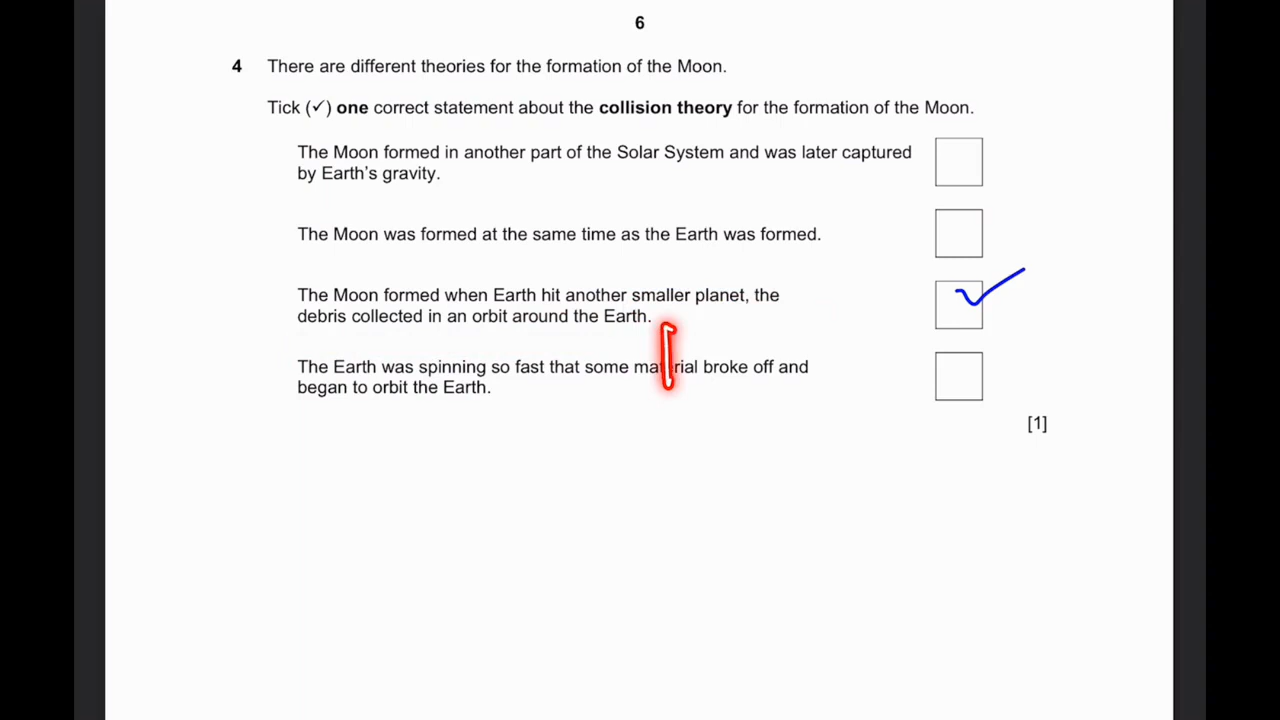 6
4 There are different theories for the formation of the Moon.
Tick (✓) one correct statement about the collision theory for the formation of the Moon.
The Moon formed in another part of the Solar System and was later captured
by Earth's gravity.
The Moon was formed at the same time as the Earth was formed.
The Moon formed when Earth hit another smaller planet, the
debris collected in an orbit around the Earth.
The Earth was spinning so fast that some material broke off and
began to orbit the Earth.
[1]